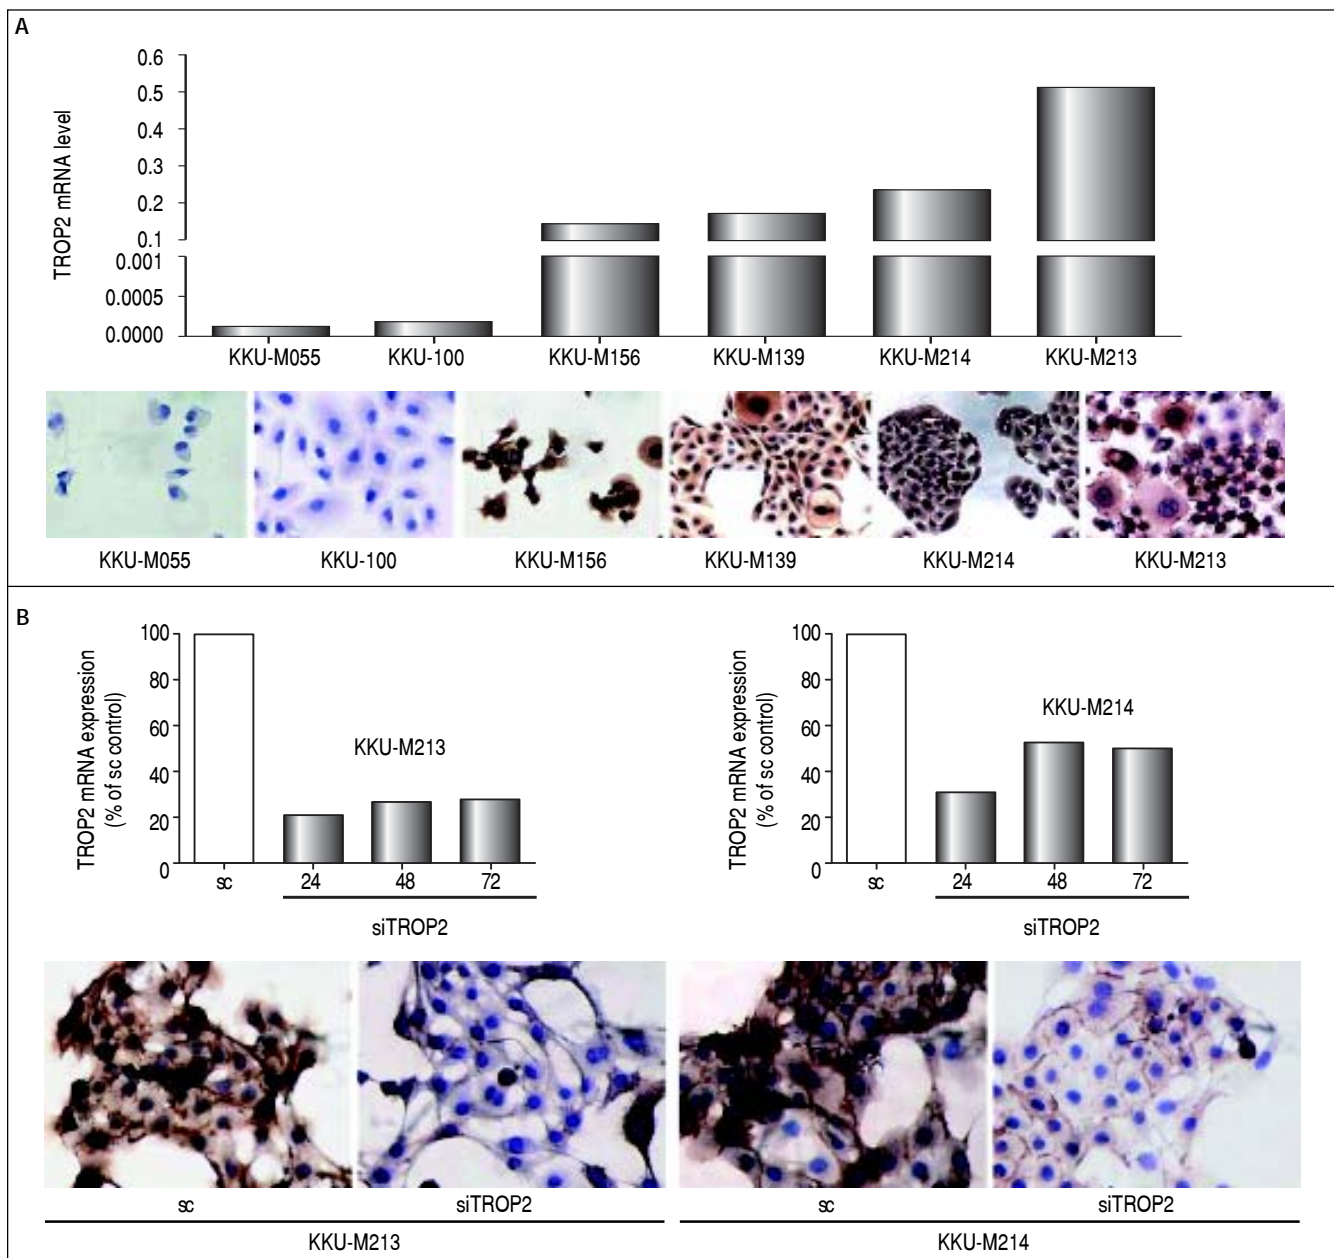 A
TROP2 mRNA level
0.6
0.5
0.4
0.3
0.2
0.1
0.001
0.0005
0.0000
KKU-M055 KKU-100 KKU-M156 KKU-M139 KKU-M214 KKU-M213
KKU-M055 KKU-100 KKU-M156 KKU-M139 KKU-M214 KKU-M213
B
TROP2 mRNA expression
(% of sc control)
100
80
60
40
20
0
KKU-M213
sc 24 48 72
siTROP2
TROP2 mRNA expression
(% of sc control)
100
80
60
40
20
0
KKU-M214
sc 24 48 72
siTROP2
sc siTROP2 sc siTROP2
KKU-M213 KKU-M214